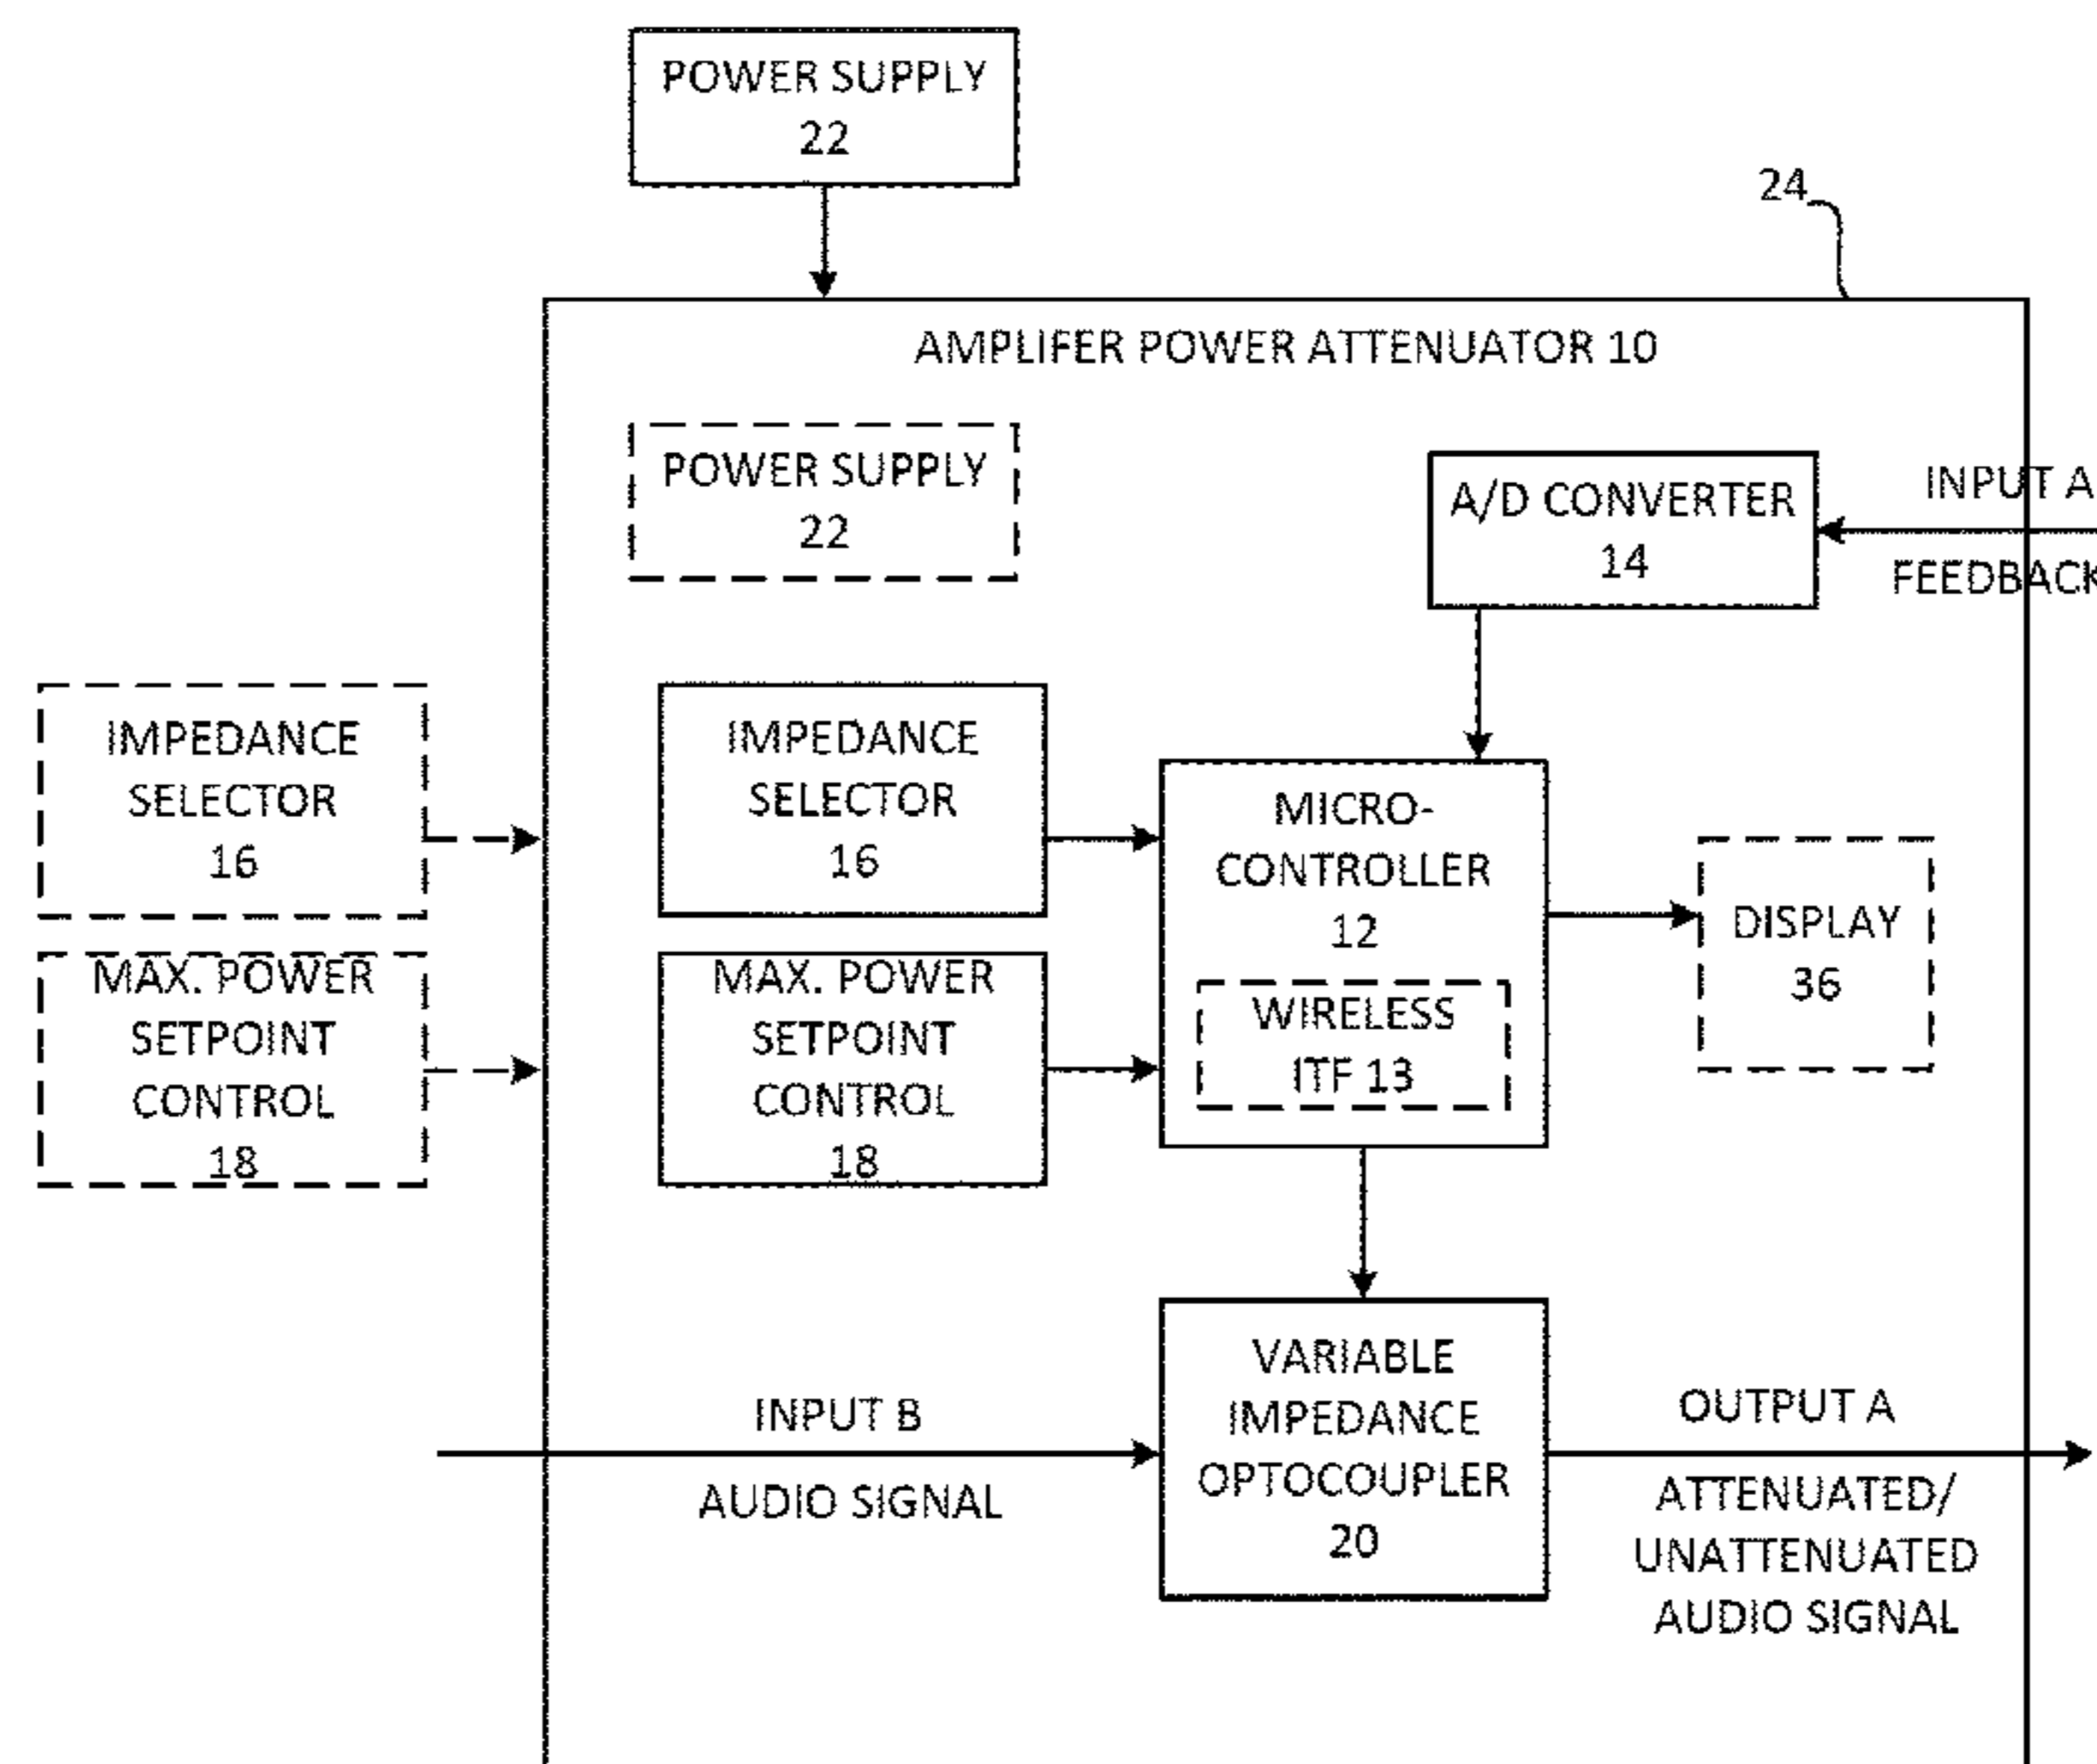 POWER SUPPLY
22
24
AMPLIFER POWER ATTENUATOR 10
POWER SUPPLY
22
A/D CONVERTER
14
INPUT A
FEEDBACK
IMPEDANCE
SELECTOR
16
IMPEDANCE
SELECTOR
16
MICRO-
CONTROLLER
12
WIRELESS
ITF 13
DISPLAY
36
MAX. POWER
SETPOINT
CONTROL
18
MAX. POWER
SETPOINT
CONTROL
18
INPUT B
AUDIO SIGNAL
VARIABLE
IMPEDANCE
OPTOCOUPLER
20
OUTPUT A
ATTENUATED/
UNATTENUATED
AUDIO SIGNAL